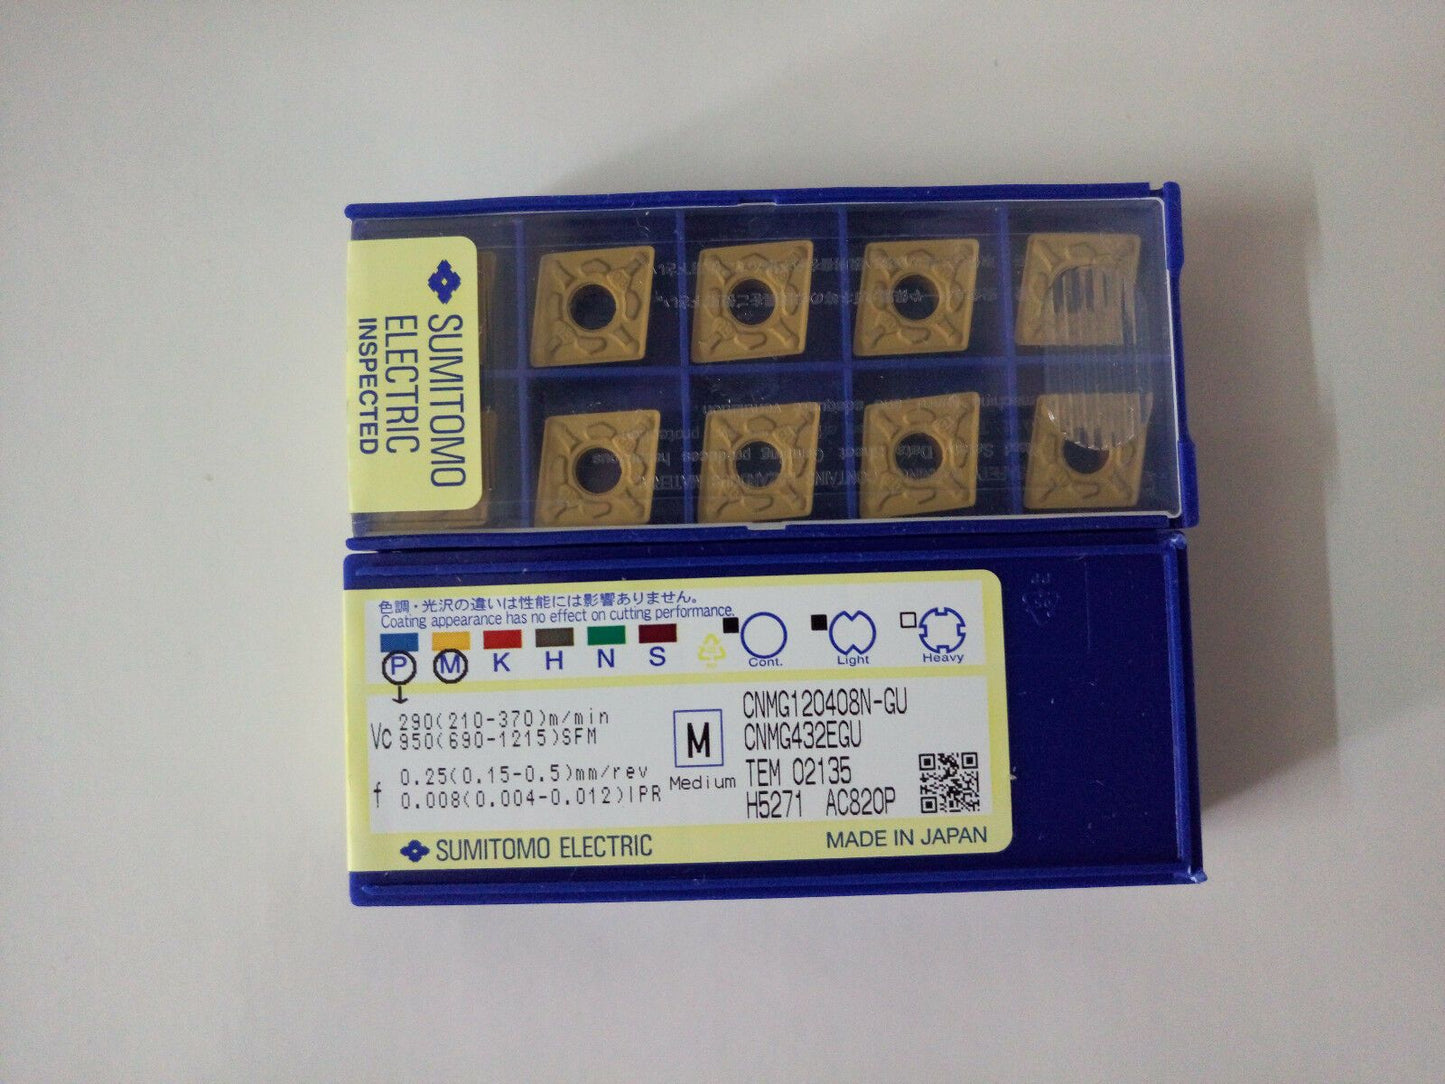 SUMITOMO
ELECTRIC
INSPECTED
色調・光沢の違いは性能には影響ありません。
Coating appearance has no effect on cutting performance.
P M K H N S
Cont. Light Heavy
Vc 290(210-370)m/min
950(690-1215)SFM
f 0.25(0.15-0.5)mm/rev
0.008(0.004-0.012)IPR
M
Medium
CNMG120408N-GU
CNMG432EGU
TEM 02135
H5271 AC820P
SUMITOMO ELECTRIC
MADE IN JAPAN